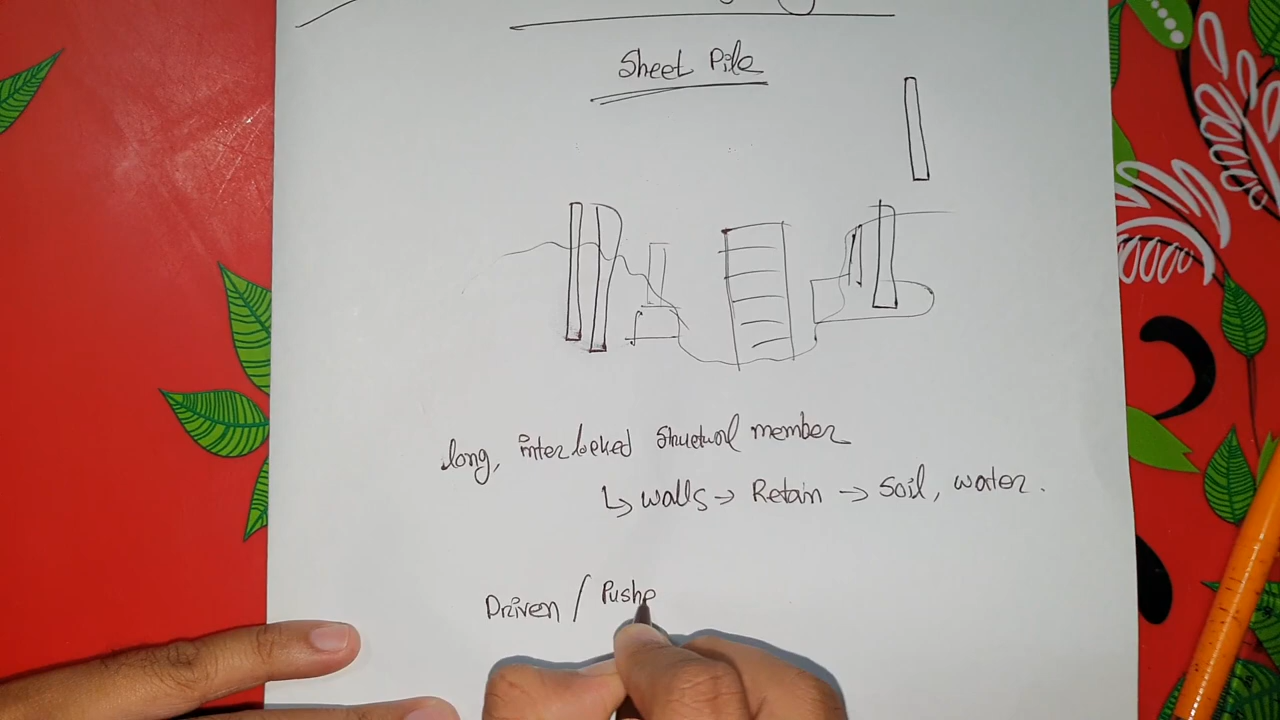 Sheet Pile
long, interlocked structural member
↳ walls → Retain → Soil, water.
Driven / Pushe